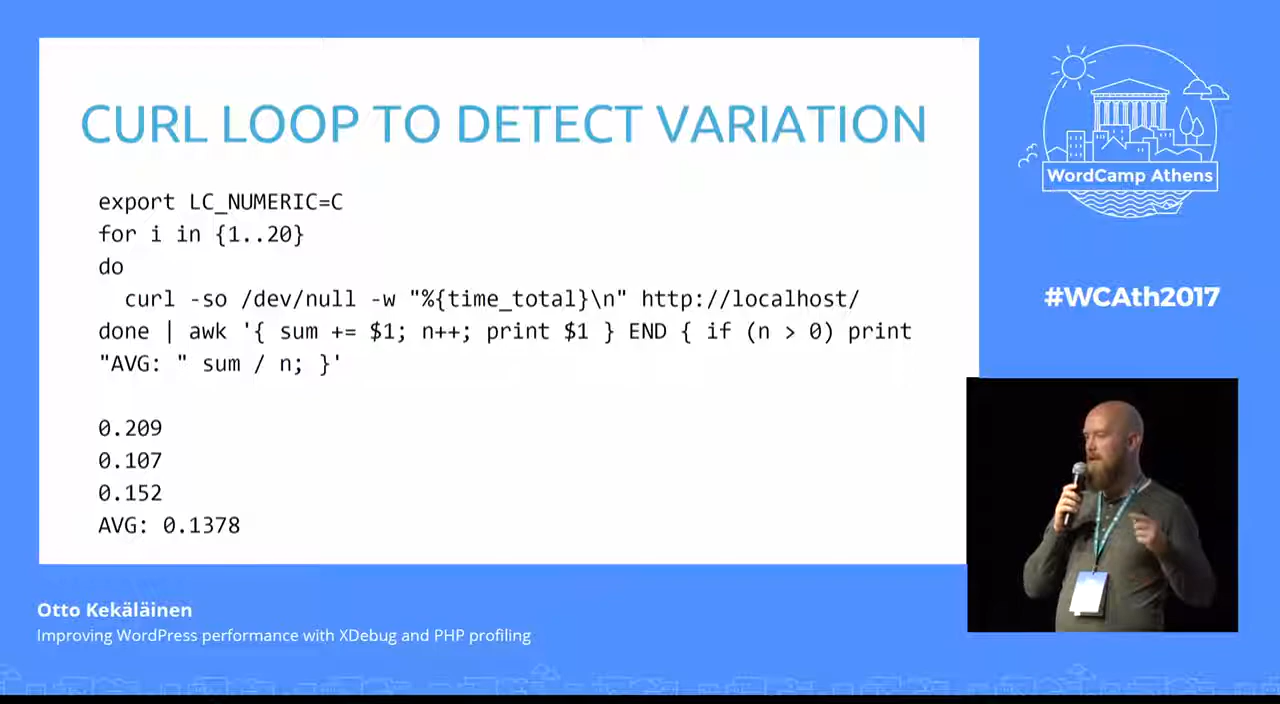 CURL LOOP TO DETECT VARIATION
export LC_NUMERIC=C
for i in {1..20}
do
curl -so /dev/null -w "%{time_total}\n" http://localhost/
done | awk '{ sum += $1; n++; print $1 } END { if (n > 0) print
"AVG: " sum / n; }'
0.209
0.107
0.152
AVG: 0.1378
WordCamp Athens
#WCAth2017
Otto Kekäläinen
Improving WordPress performance with XDebug and PHP profiling